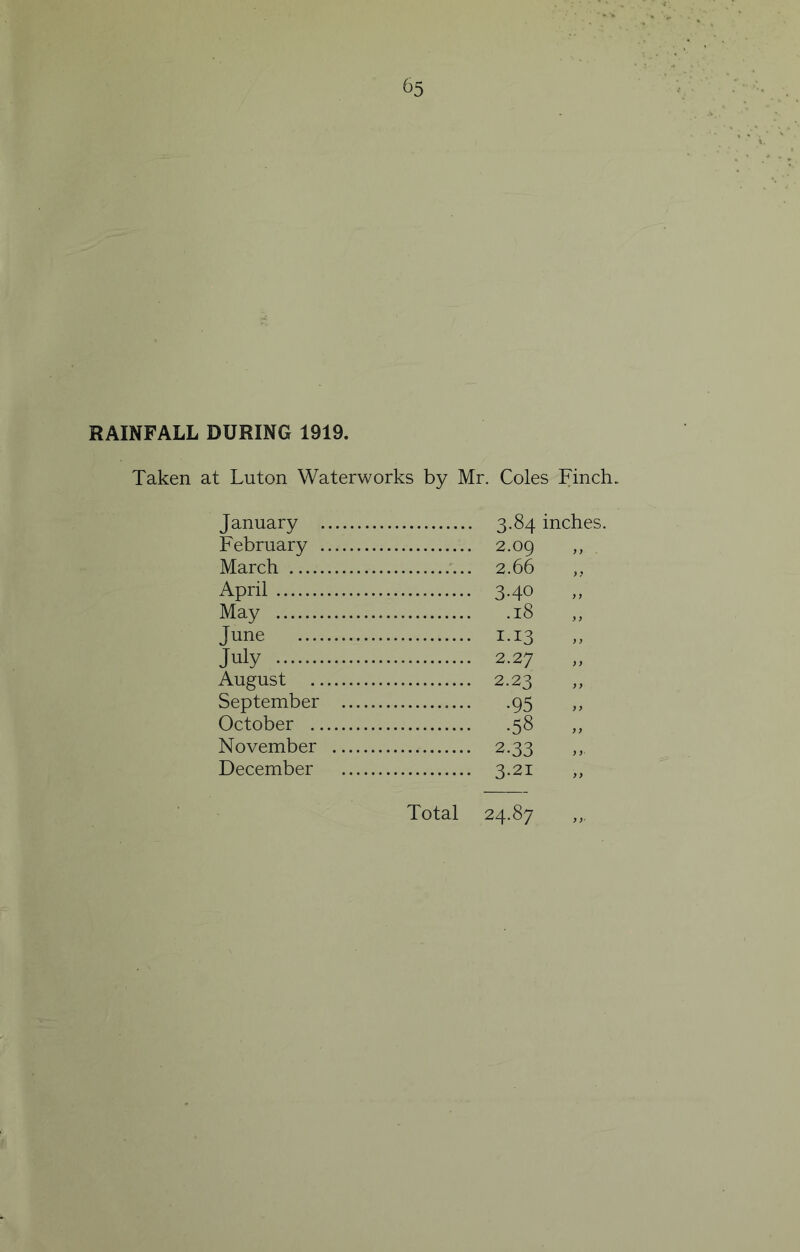 65
RAINFALL DURING 1919.
Taken at Luton Waterworks by Mr. Coles Finch.
January ........................ 3.84 inches.
February ........................ 2.09 ,,
March ............................ 2.66 ,,
April ............................... 3.40 ,,
May ............................... .18 ,,
June ............................ 1.13 ,,
July ............................... 2.27 ,,
August ......................... 2.23 ,,
September .................... .95 ,,
October ......................... .58 ,,
November ..................... 2.33 ,,
December .................... 3.21 ,,
Total 24.87 ,,